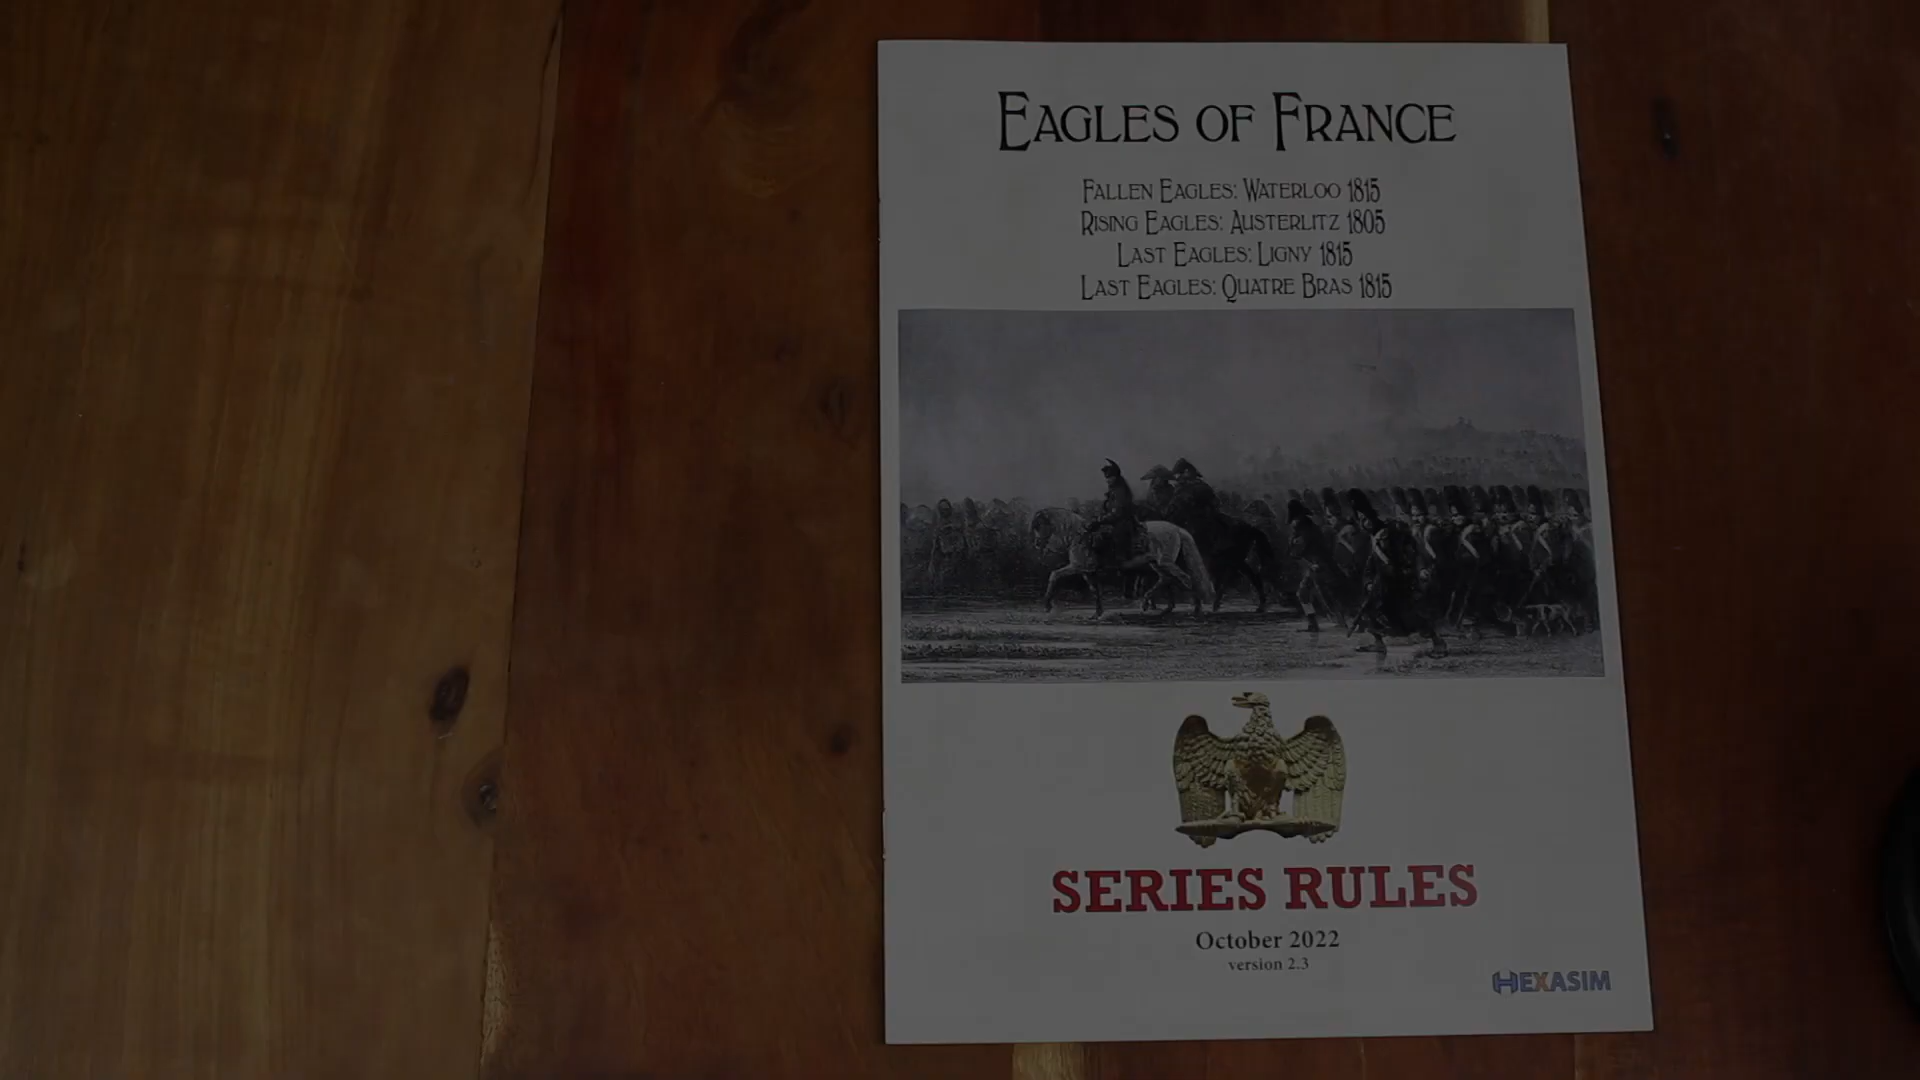 EAGLES OF FRANCE
FALLEN EAGLES: WATERLOO 1815
RISING EAGLES: AUSTERLITZ 1805
LAST EAGLES: LIGNY 1815
LAST EAGLES: QUATRE BRAS 1815
SERIES RULES
October 2022
version 2.3
HEXASIM